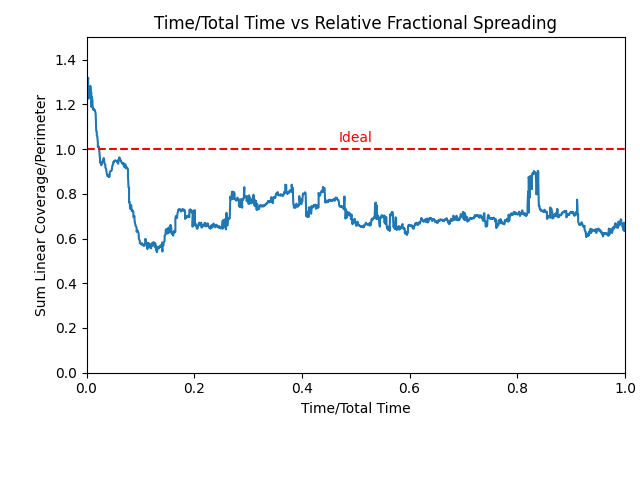 Time/Total Time vs Relative Fractional Spreading
1.4
1.2
Ideal
1.0
0.8
0.6
0.4
0.2
0.0
Sum Linear Coverage/Perimeter
0.0 0.2 0.4 0.6 0.8 1.0
Time/Total Time